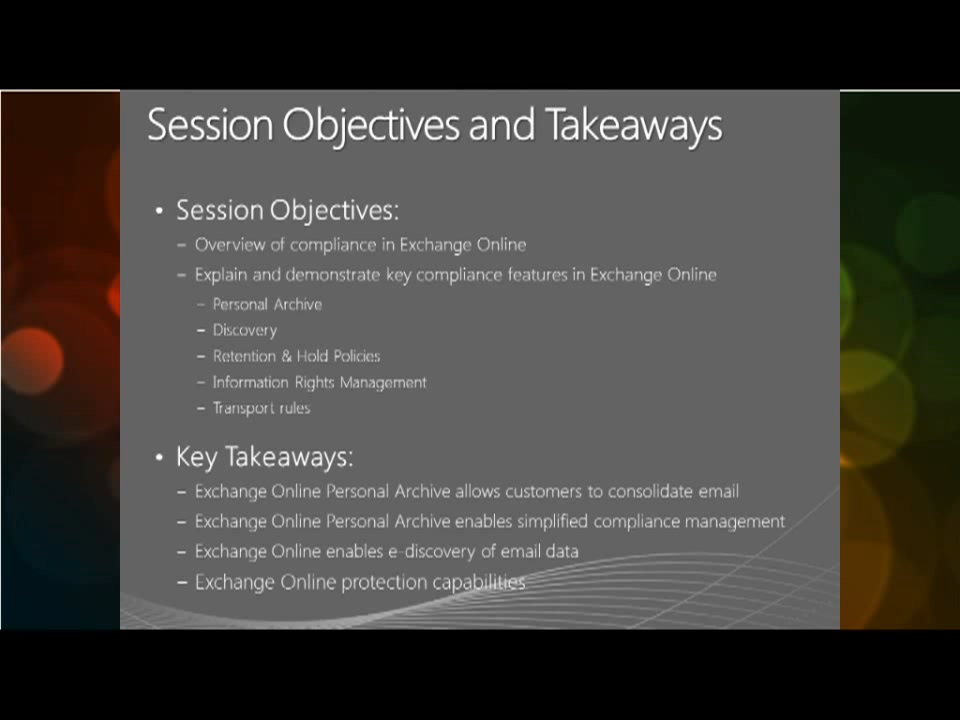 Session Objectives and Takeaways
• Session Objectives:
– Overview of compliance in Exchange Online
– Explain and demonstrate key compliance features in Exchange Online
– Personal Archive
– Discovery
– Retention & Hold Policies
– Information Rights Management
– Transport rules
• Key Takeaways:
– Exchange Online Personal Archive allows customers to consolidate email
– Exchange Online Personal Archive enables simplified compliance management
– Exchange Online enables e-discovery of email data
– Exchange Online protection capabilities